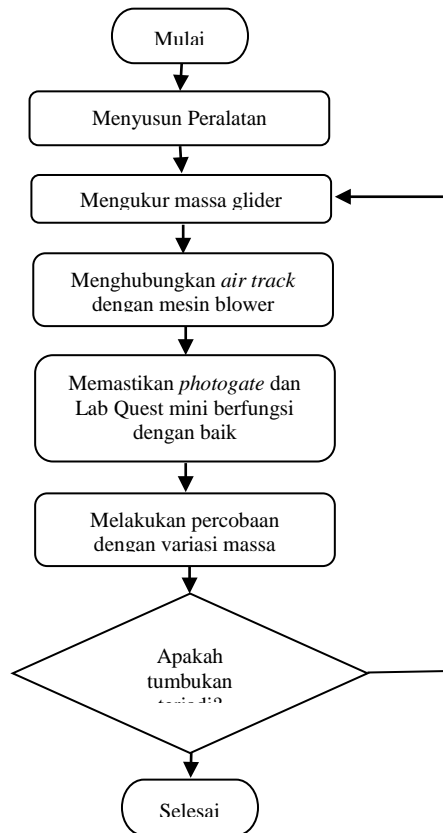 Mulai
Menyusun Peralatan
Mengukur massa glider
Menghubungkan air track
dengan mesin blower
Memastikan photogate dan
Lab Quest mini berfungsi
dengan baik
Melakukan percobaan
dengan variasi massa
Apakah
tumbukan
terjadi?
Selesai